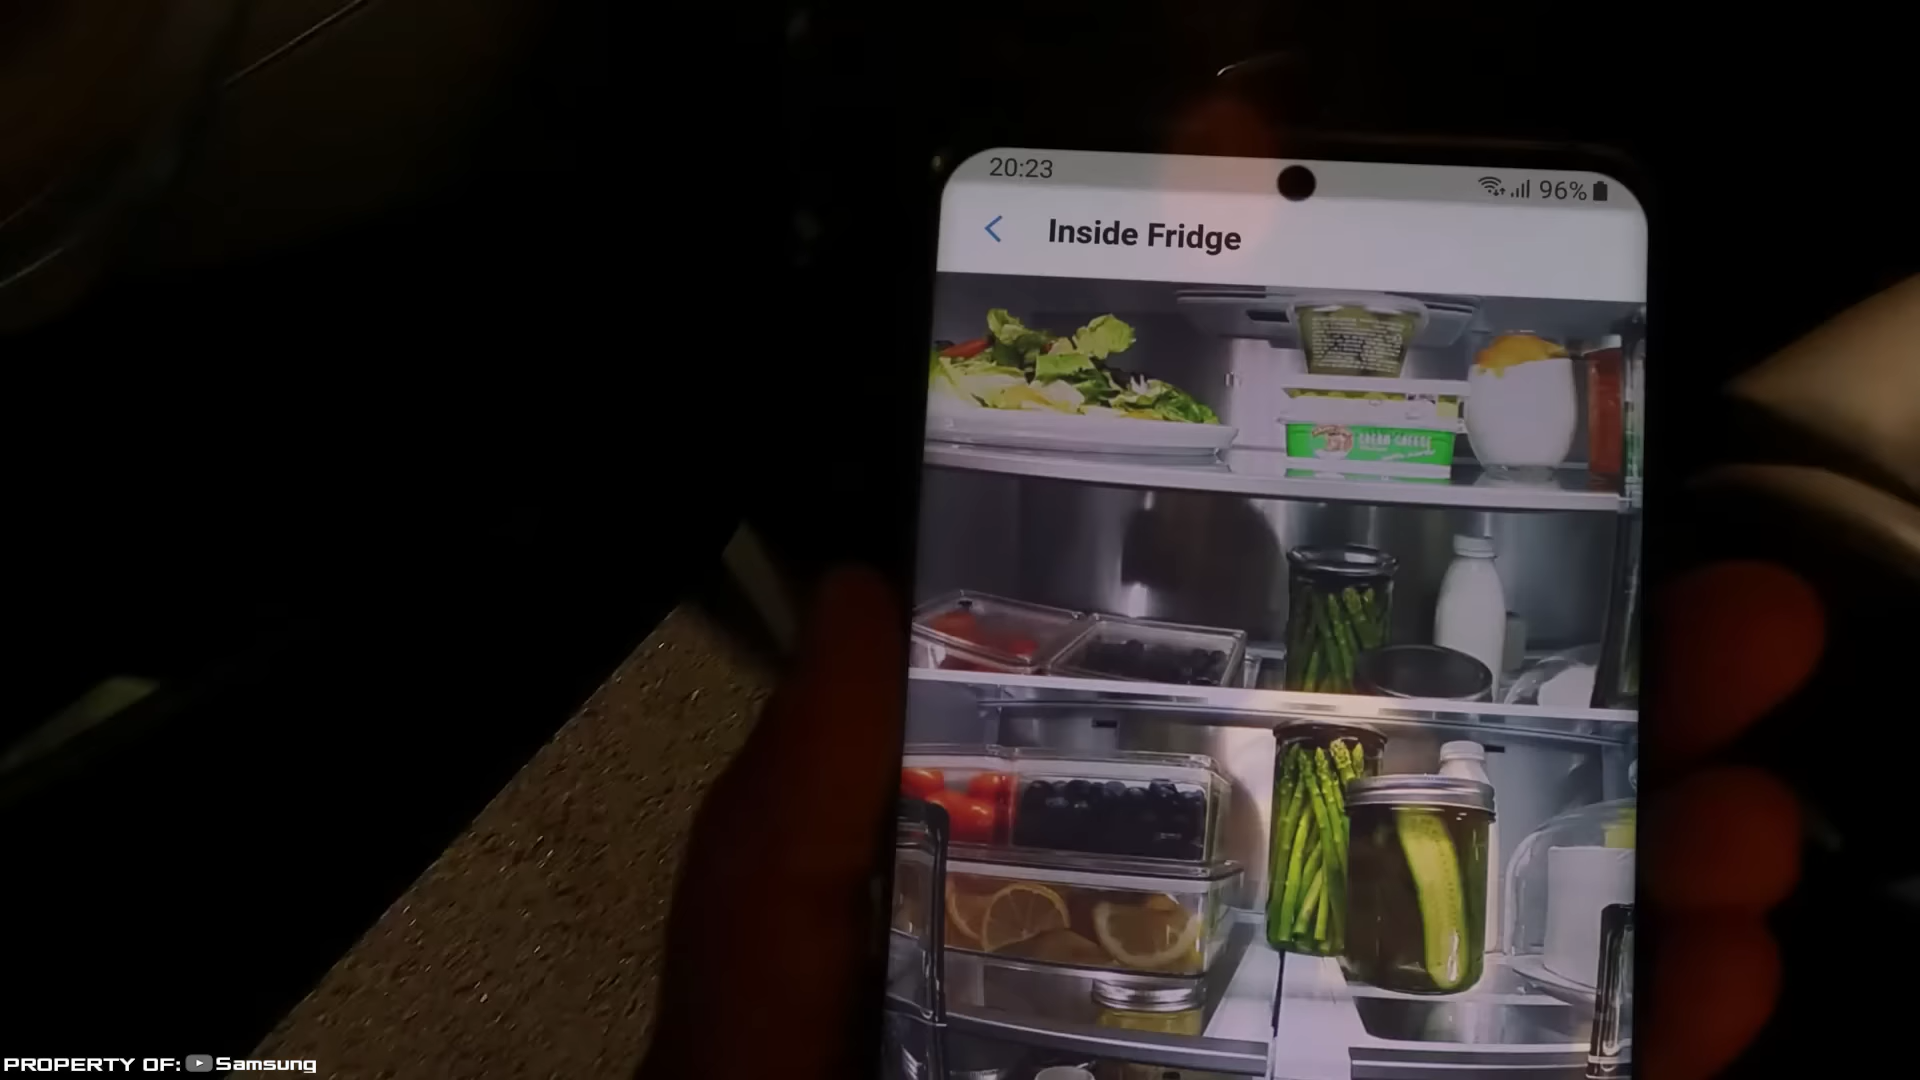 20:23
96%
Inside Fridge
CREAM CHEESE
PROPERTY OF: Samsung